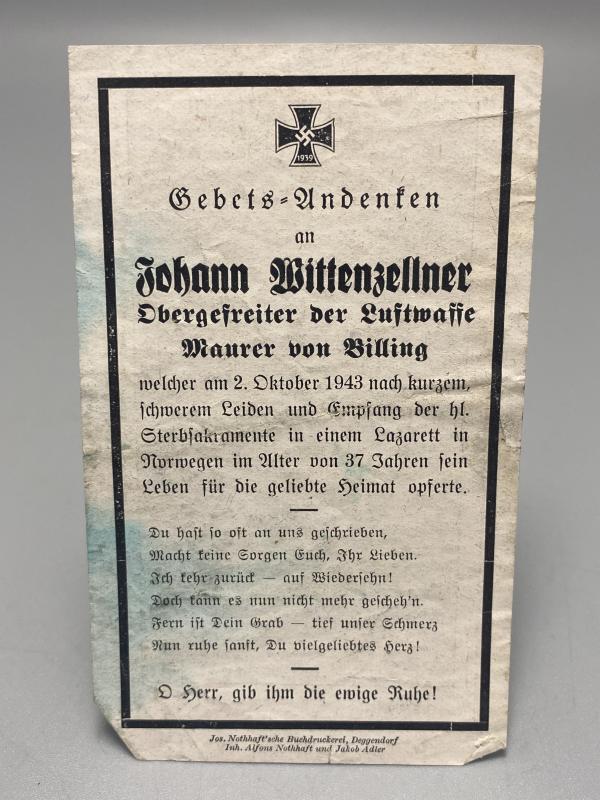 1939
Gebets-Andenken
an
Johann Wittenzellner
Obergefreiter der Luftwaffe
Maurer von Billing
welcher am 2. Oktober 1943 nach kurzem,
schwerem Leiden und Empfang der hl.
Sterbsakramente in einem Lazarett in
Norwegen im Alter von 37 Jahren sein
Leben für die geliebte Heimat opferte.
Du hast so oft an uns geschrieben,
Macht keine Sorgen Euch, Ihr Lieben.
Ich kehr zurück — auf Wiedersehn!
Doch kann es nun nicht mehr gescheh'n.
Fern ist Dein Grab — tief unser Schmerz
Nun ruhe sanft, Du vielgeliebtes Herz!
O Herr, gib ihm die ewige Ruhe!
Jos. Nothhaft'sche Buchdruckerei, Deggendorf
Inh. Alfons Nothhaft und Jakob Adler